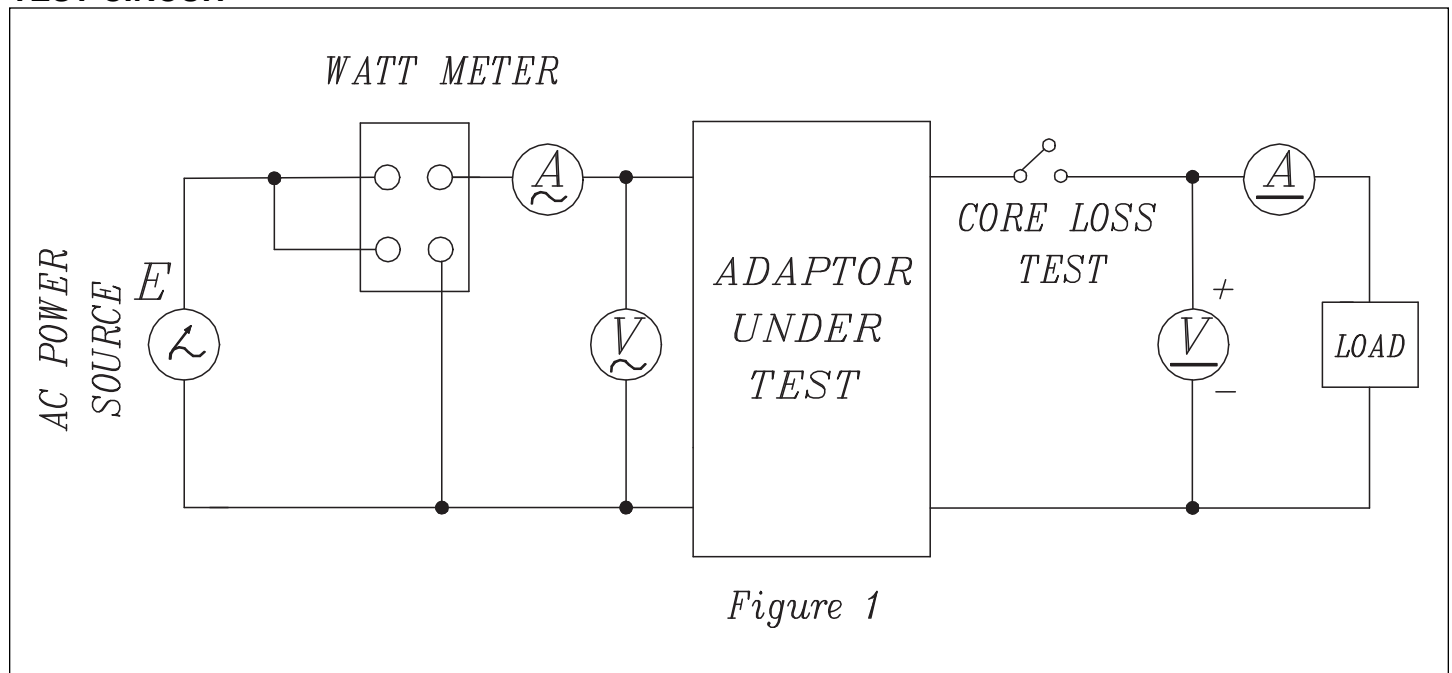 WATT METER
AC POWER
SOURCE
E
A
V
ADAPTOR
UNDER
TEST
CORE LOSS
TEST
A
V
+
-
LOAD
Figure 1